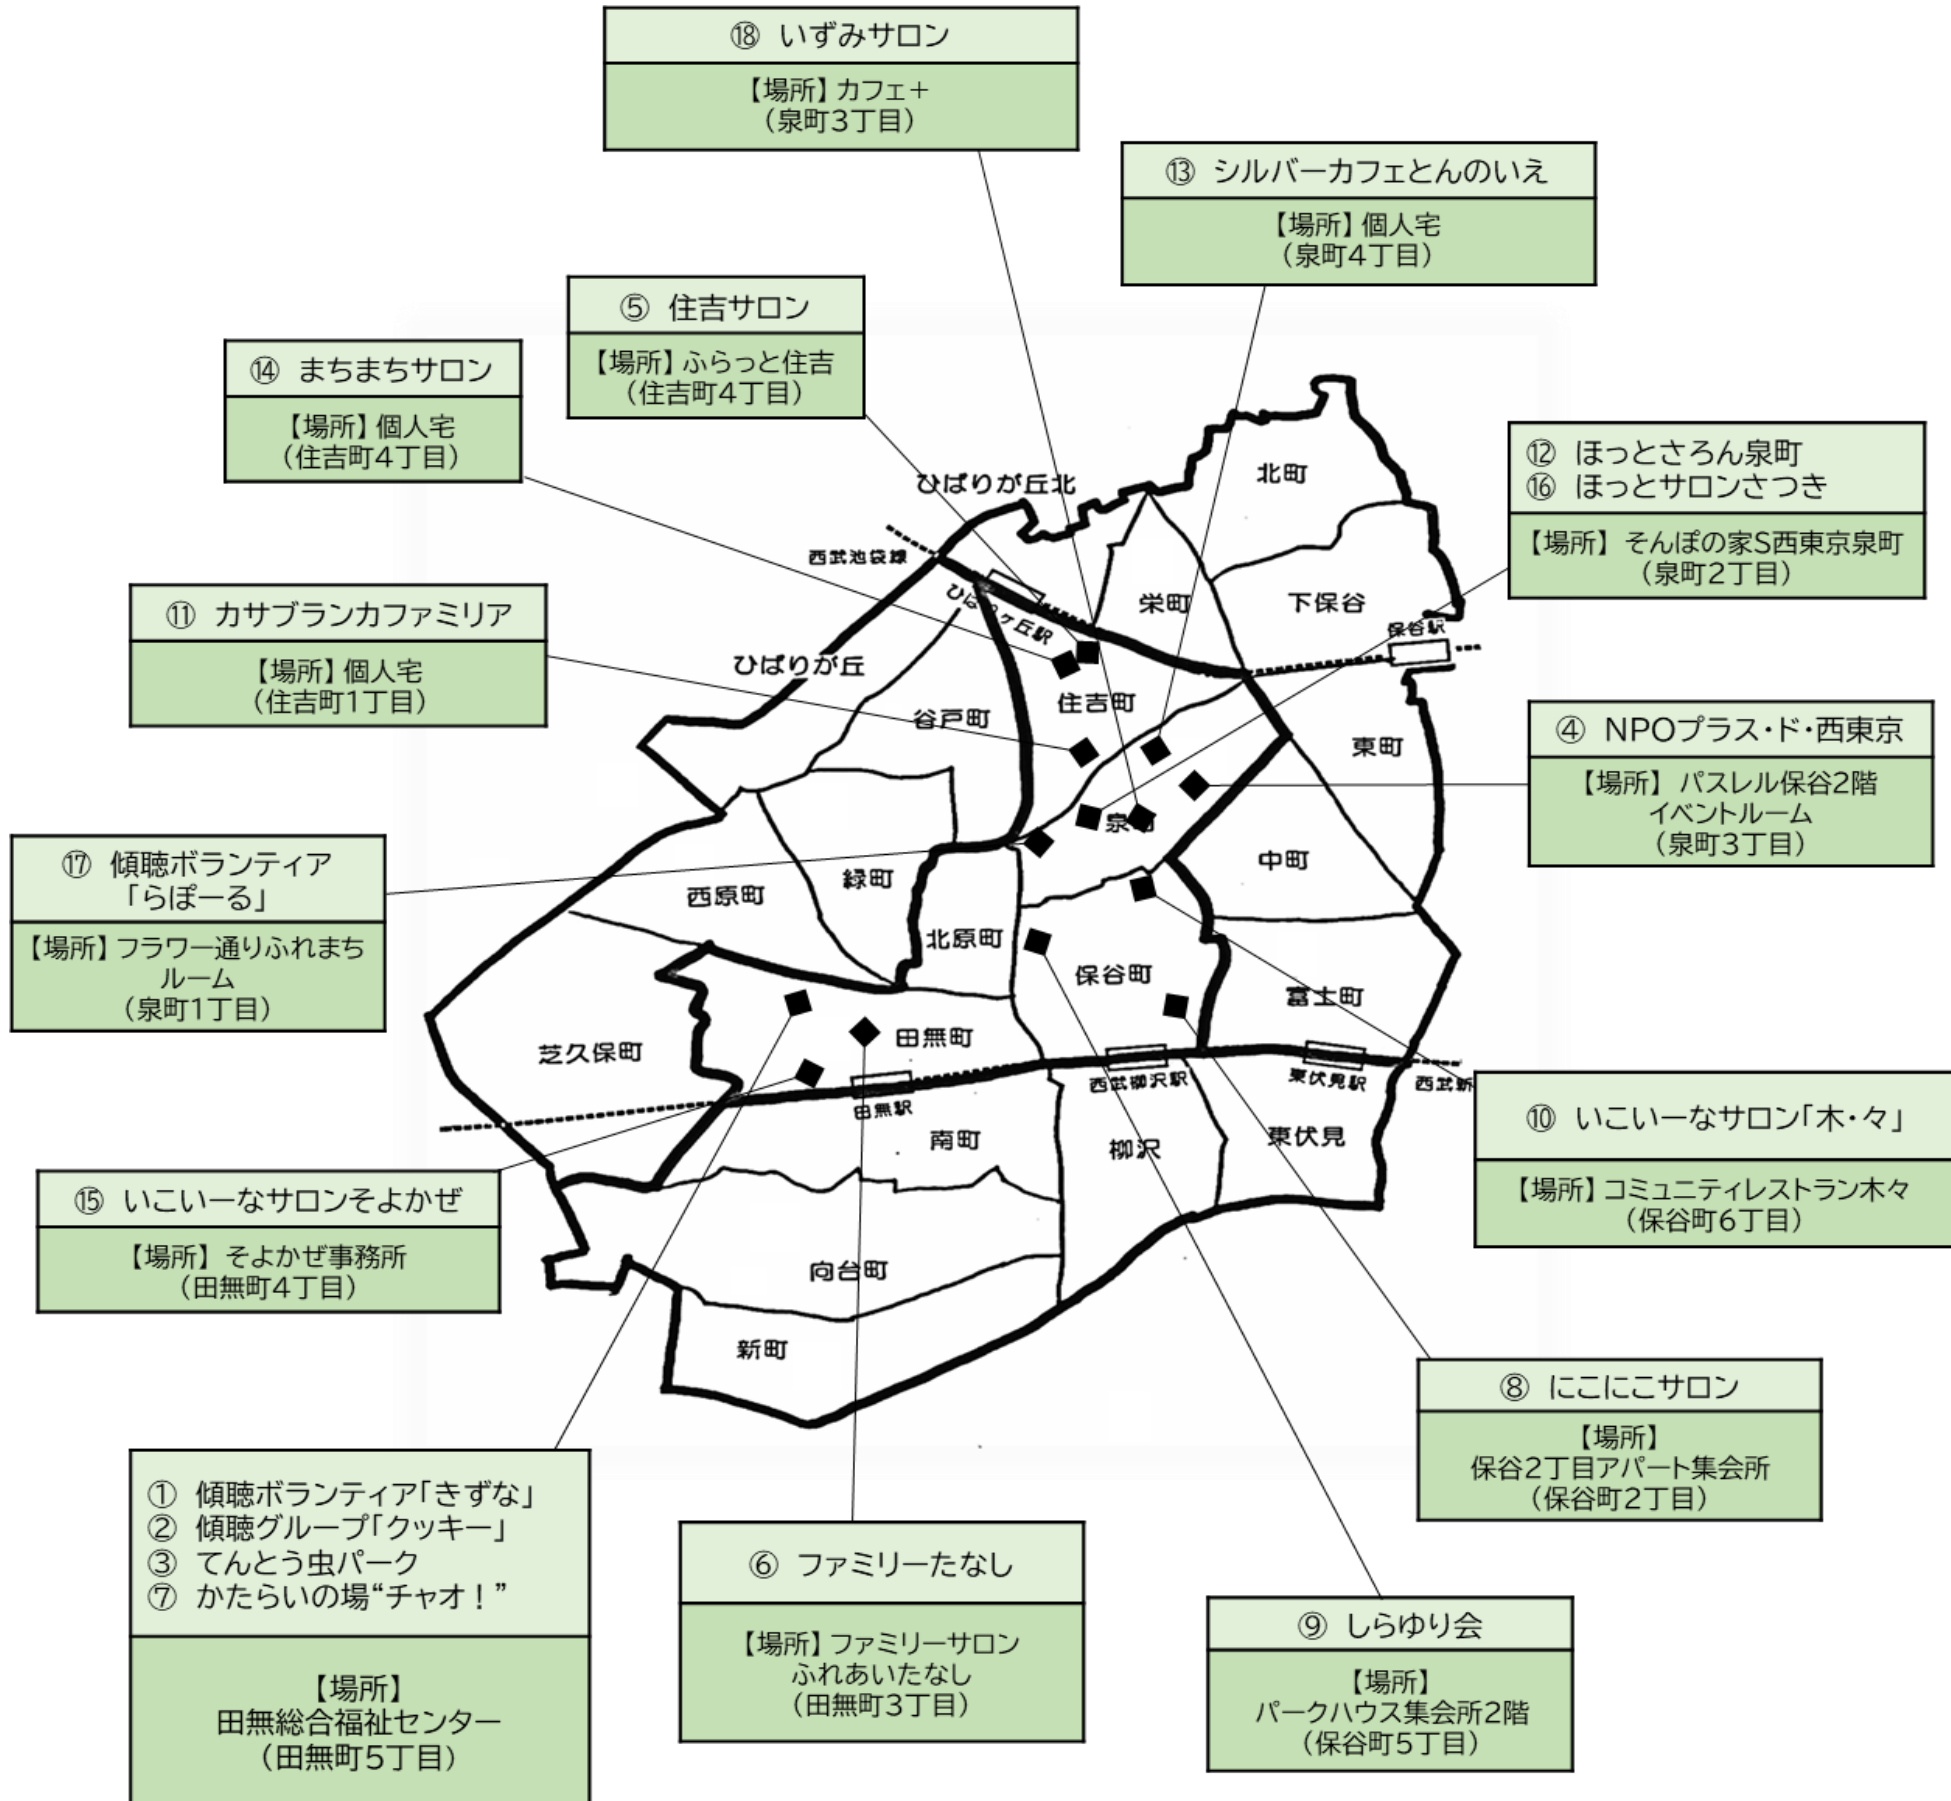 ⑱ いずみサロン
【場所】カフェ＋
（泉町3丁目）
⑬ シルバーカフェとんのいえ
【場所】個人宅
（泉町4丁目）
⑤ 住吉サロン
【場所】ふらっと住吉
（住吉町4丁目）
⑭ まちまちサロン
【場所】個人宅
（住吉町4丁目）
⑫ ほっとさろん泉町
⑯ ほっとサロンさつき
【場所】そんぽの家S西東京泉町
（泉町2丁目）
⑪ カサブランカファミリア
【場所】個人宅
（住吉町1丁目）
④ NPOプラス・ド・西東京
【場所】パスレル保谷2階
イベントルーム
（泉町3丁目）
⑰ 傾聴ボランティア
「らぽーる」
【場所】フラワー通りふれまち
ルーム
（泉町1丁目）
北町
ひばりが丘北
西武池袋線
ひばりヶ丘駅
栄町
下保谷
保谷駅
ひばりが丘
谷戸町
住吉町
東町
泉町
中町
緑町
西原町
北原町
保谷町
富士町
芝久保町
田無町
田無駅
西武柳沢駅
東伏見駅
西武新
南町
柳沢
東伏見
向台町
新町
⑩ いこいーなサロン「木・々」
【場所】コミュニティレストラン木々
（保谷町6丁目）
⑮ いこいーなサロンそよかぜ
【場所】そよかぜ事務所
（田無町4丁目）
⑧ にこにこサロン
【場所】
保谷2丁目アパート集会所
（保谷町2丁目）
① 傾聴ボランティア「きずな」
② 傾聴グループ「クッキー」
③ てんとう虫パーク
⑦ かたらいの場“チャオ！”
【場所】
田無総合福祉センター
（田無町5丁目）
⑥ ファミリーたなし
【場所】ファミリーサロン
ふれあいたなし
（田無町3丁目）
⑨ しらゆり会
【場所】
パークハウス集会所2階
（保谷町5丁目）